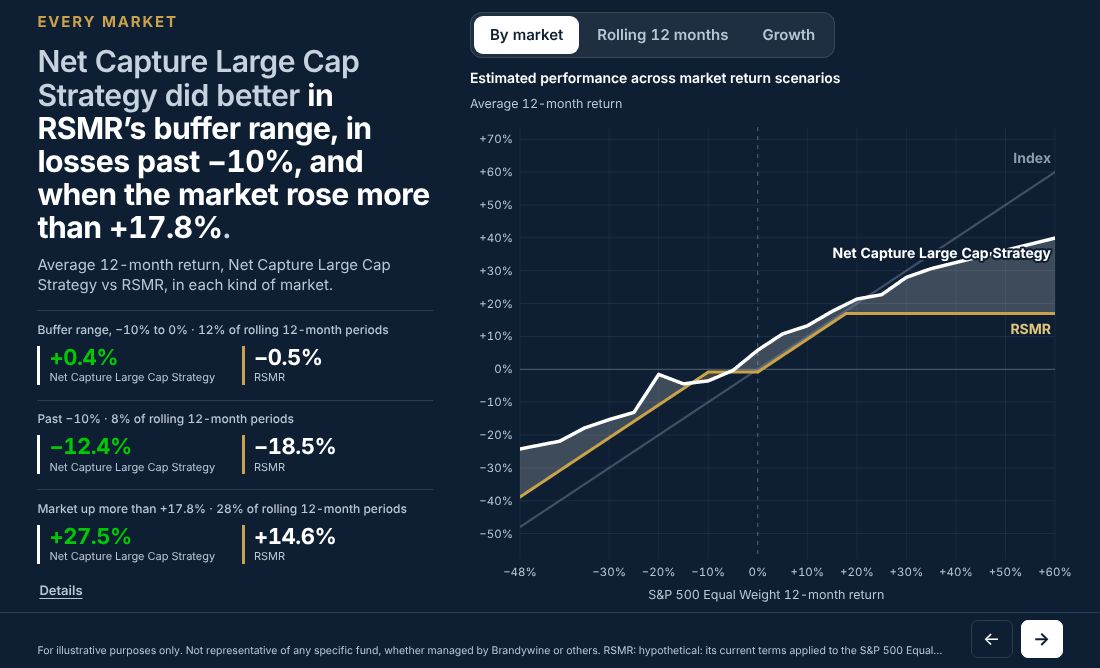 EVERY MARKET
Net Capture Large Cap
Strategy did better in
RSMR’s buffer range, in
losses past −10%, and
when the market rose more
than +17.8%.
Average 12-month return, Net Capture Large Cap
Strategy vs RSMR, in each kind of market.
Buffer range, −10% to 0% · 12% of rolling 12-month periods
+0.4%
Net Capture Large Cap Strategy
−0.5%
RSMR
Past −10% · 8% of rolling 12-month periods
−12.4%
Net Capture Large Cap Strategy
−18.5%
RSMR
Market up more than +17.8% · 28% of rolling 12-month periods
+27.5%
Net Capture Large Cap Strategy
+14.6%
RSMR
Details
By market
Rolling 12 months
Growth
Estimated performance across market return scenarios
Average 12-month return
+70%
+60%
+50%
+40%
+30%
+20%
+10%
0%
−10%
−20%
−30%
−40%
−50%
Index
Net Capture Large Cap Strategy
RSMR
−48%
−30%
−20%
−10%
0%
+10%
+20%
+30%
+40%
+50%
+60%
S&P 500 Equal Weight 12-month return
For illustrative purposes only. Not representative of any specific fund, whether managed by Brandywine or others. RSMR: hypothetical: its current terms applied to the S&P 500 Equal…